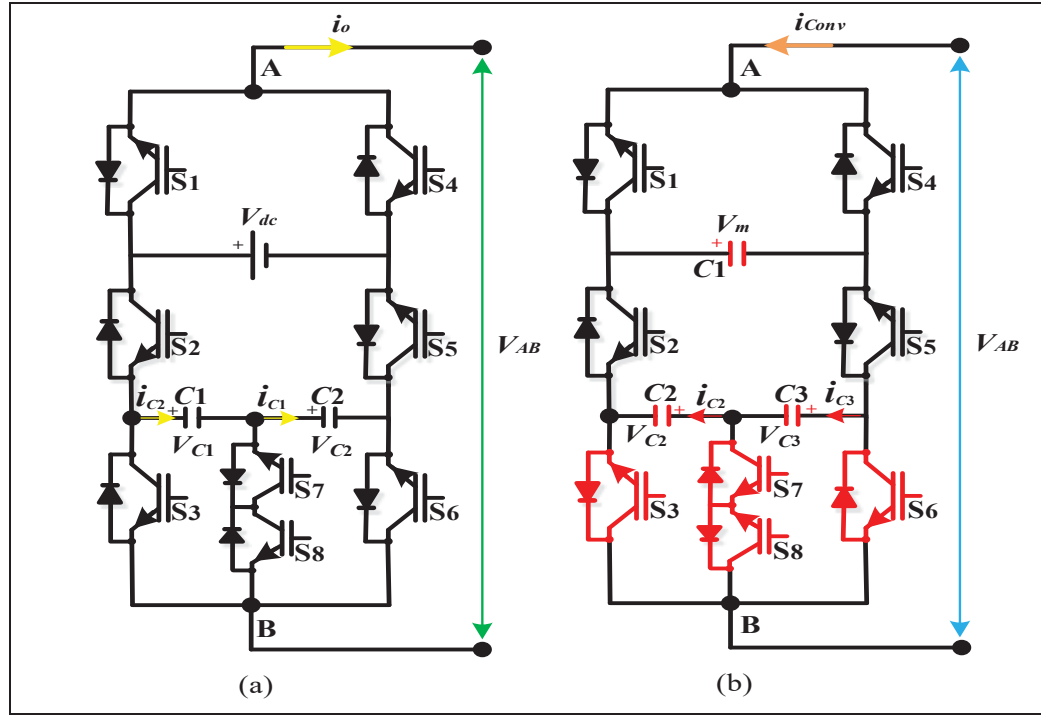 io
A
S1
S4
Vdc
+
S2
S5
VAB
iC2
+
C1
iC1
+
C2
VC1
VC2
S3
S7
S6
S8
B
(a)
iConv
A
S1
S4
Vm
+
C1
S2
S5
VAB
C2
+
iC2
C3
+
iC3
VC2
VC3
S3
S7
S6
S8
B
(b)